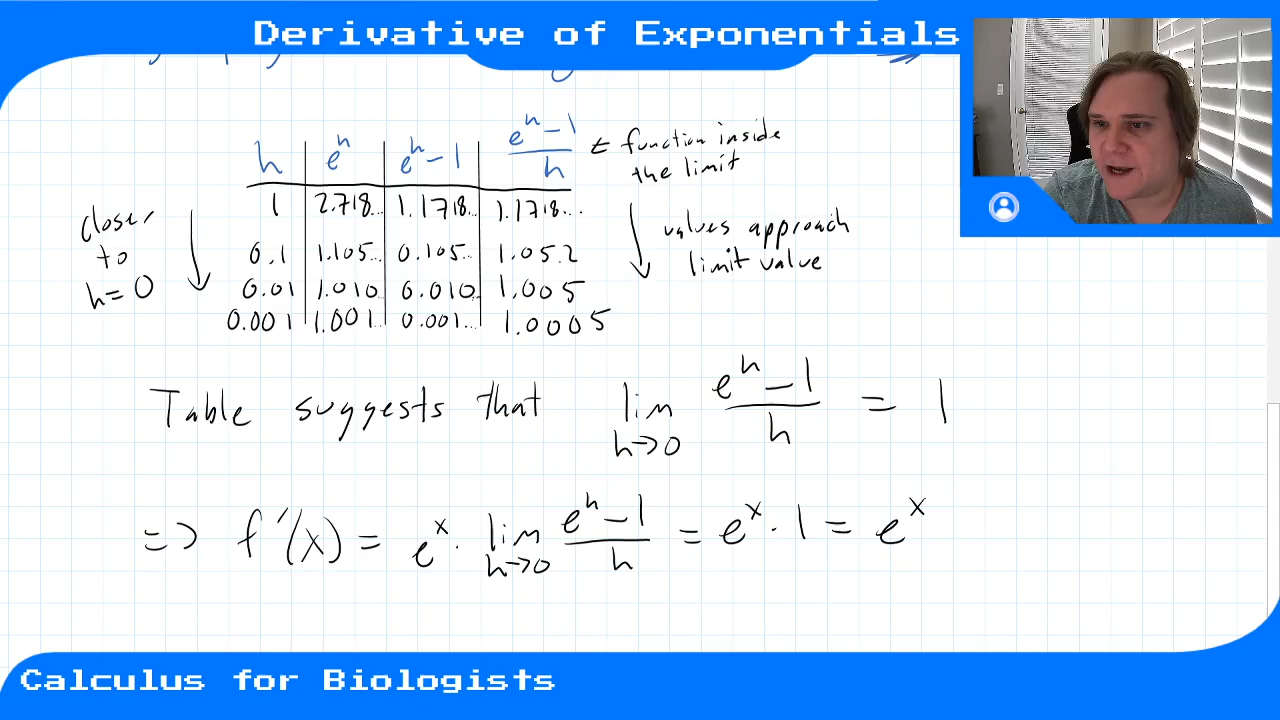 Derivative of Exponentials
h | e^h | e^h - 1 | (e^h - 1)/h ← function inside the limit
1 | 2.718.. | 1.1718.. | 1.1718...
0.1 | 1.105.. | 0.105.. | 1.052
0.01 | 1.010 | 0.010.. | 1.005
0.001 | 1.001.. | 0.001... | 1.0005
closer
to
h = 0
values approach
limit value
Table suggests that lim h→0 (e^h - 1)/h = 1
=> f'(x) = e^x · lim h→0 (e^h - 1)/h = e^x · 1 = e^x
Calculus for Biologists